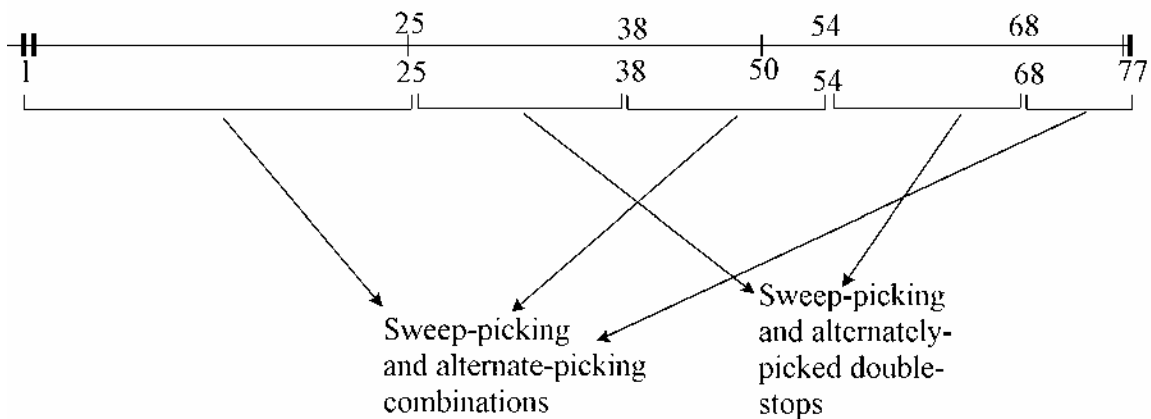 25 38 54 68
1 25 38 50 54 68 77
Sweep-picking
and alternate-picking
combinations
Sweep-picking
and alternately-
picked double-
stops